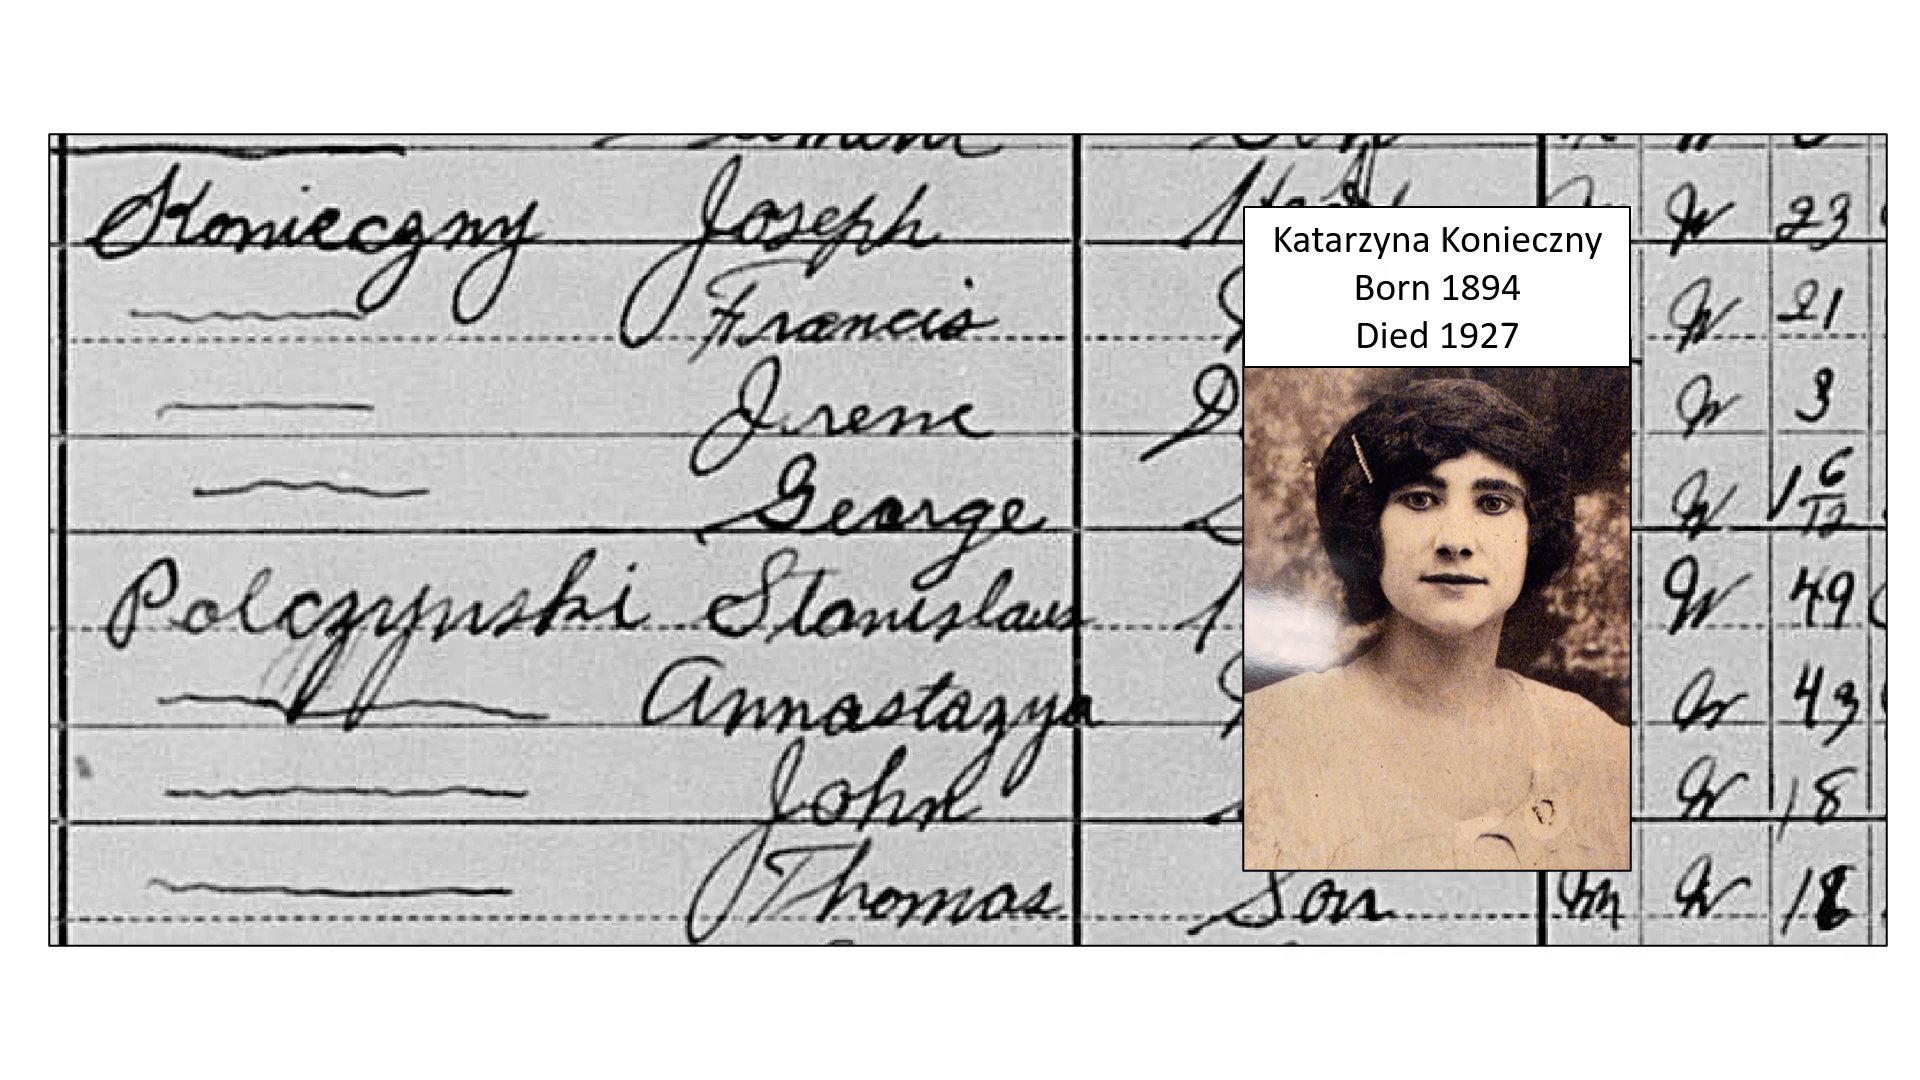 Konieczny Joseph W 23
Francis W 21
Irene D W 3
George W 1 6/12
Polczynski Stanislaus W 49
Annastazya W 43
John W 18
Thomas Son M W 16
Katarzyna Konieczny
Born 1894
Died 1927